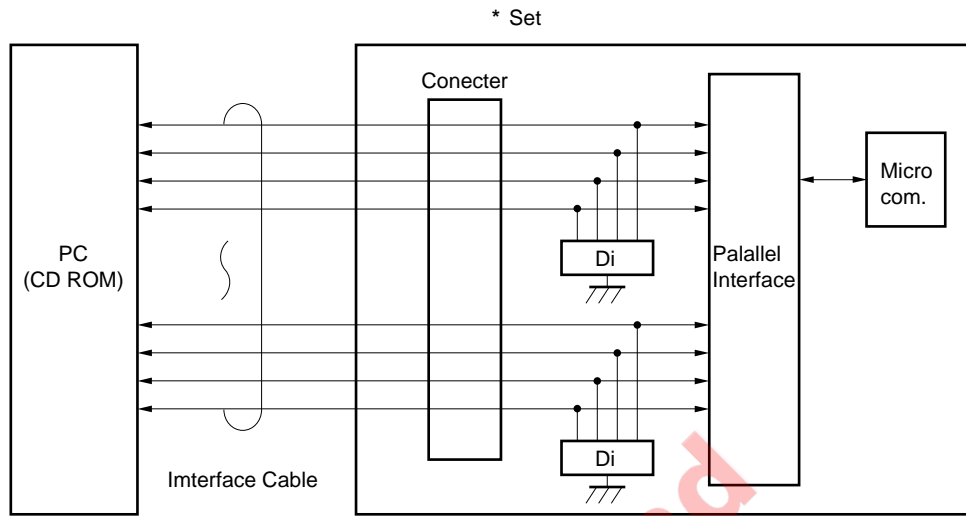 * Set
Conecter
PC
(CD ROM)
Di
Palallel
Interface
Micro
com.
Di
Imterface Cable